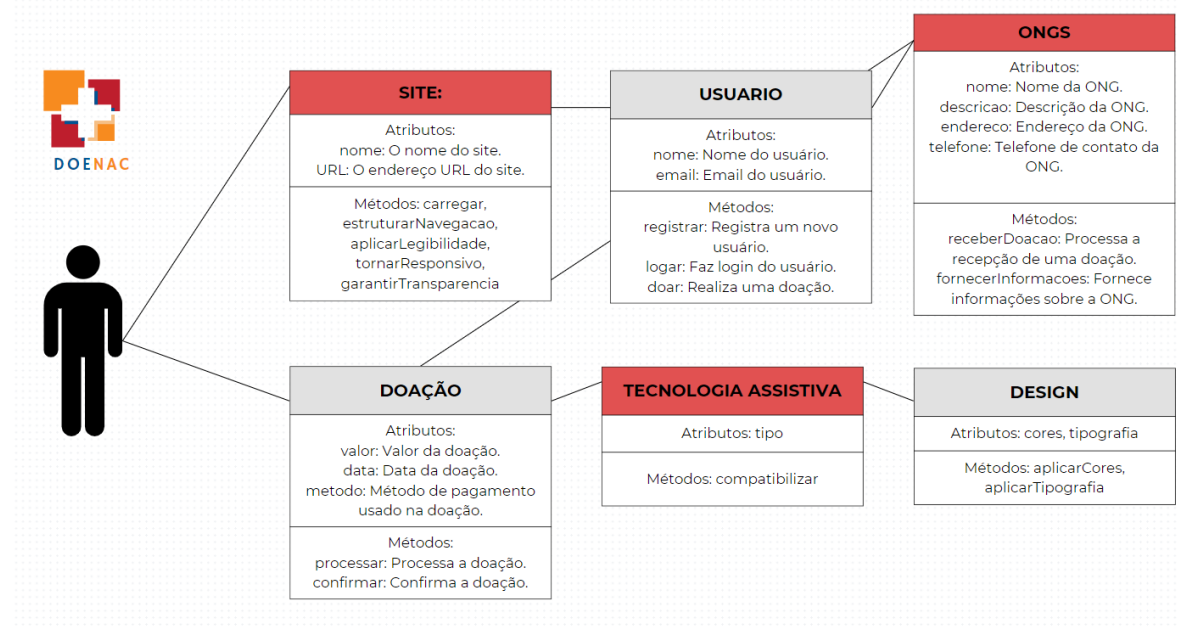 DOENAC
SITE:
Atributos:
nome: O nome do site.
URL: O endereço URL do site.
Métodos: carregar,
estruturarNavegacao,
aplicarLegibilidade,
tornarResponsivo,
garantirTransparencia
USUARIO
Atributos:
nome: Nome do usuário.
email: Email do usuário.
Métodos:
registrar: Registra um novo
usuário.
logar: Faz login do usuário.
doar: Realiza uma doação.
ONGS
Atributos:
nome: Nome da ONG.
descricao: Descrição da ONG.
endereco: Endereço da ONG.
telefone: Telefone de contato da
ONG.
Métodos:
receberDoacao: Processa a
recepção de uma doação.
fornecerInformacoes: Fornece
informações sobre a ONG.
DOAÇÃO
Atributos:
valor: Valor da doação.
data: Data da doação.
metodo: Método de pagamento
usado na doação.
Métodos:
processar: Processa a doação.
confirmar: Confirma a doação.
TECNOLOGIA ASSISTIVA
Atributos: tipo
Métodos: compatibilizar
DESIGN
Atributos: cores, tipografia
Métodos: aplicarCores,
aplicarTipografia